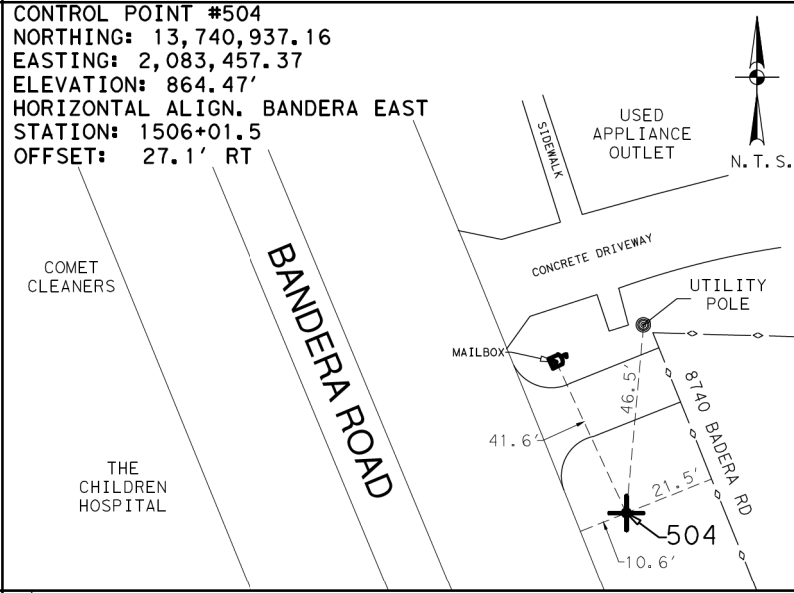 CONTROL POINT #504
NORTHING: 13,740,937.16
EASTING: 2,083,457.37
ELEVATION: 864.47'
HORIZONTAL ALIGN. BANDERA EAST
STATION: 1506+01.5
OFFSET: 27.1' RT
SIDEWALK
USED
APPLIANCE
OUTLET
N.T.S.
COMET
CLEANERS
BANDERA ROAD
CONCRETE DRIVEWAY
UTILITY
POLE
MAILBOX
46.5'
8740 BADERA RD
41.6'
21.5'
THE
CHILDREN
HOSPITAL
504
10.6'